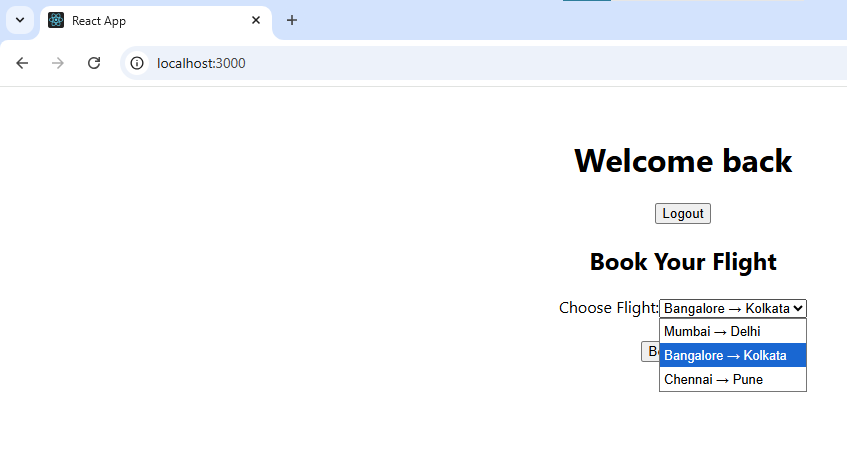 React App
localhost:3000
Welcome back
Logout
Book Your Flight
Choose Flight: Bangalore → Kolkata
Mumbai → Delhi
Bangalore → Kolkata
Chennai → Pune